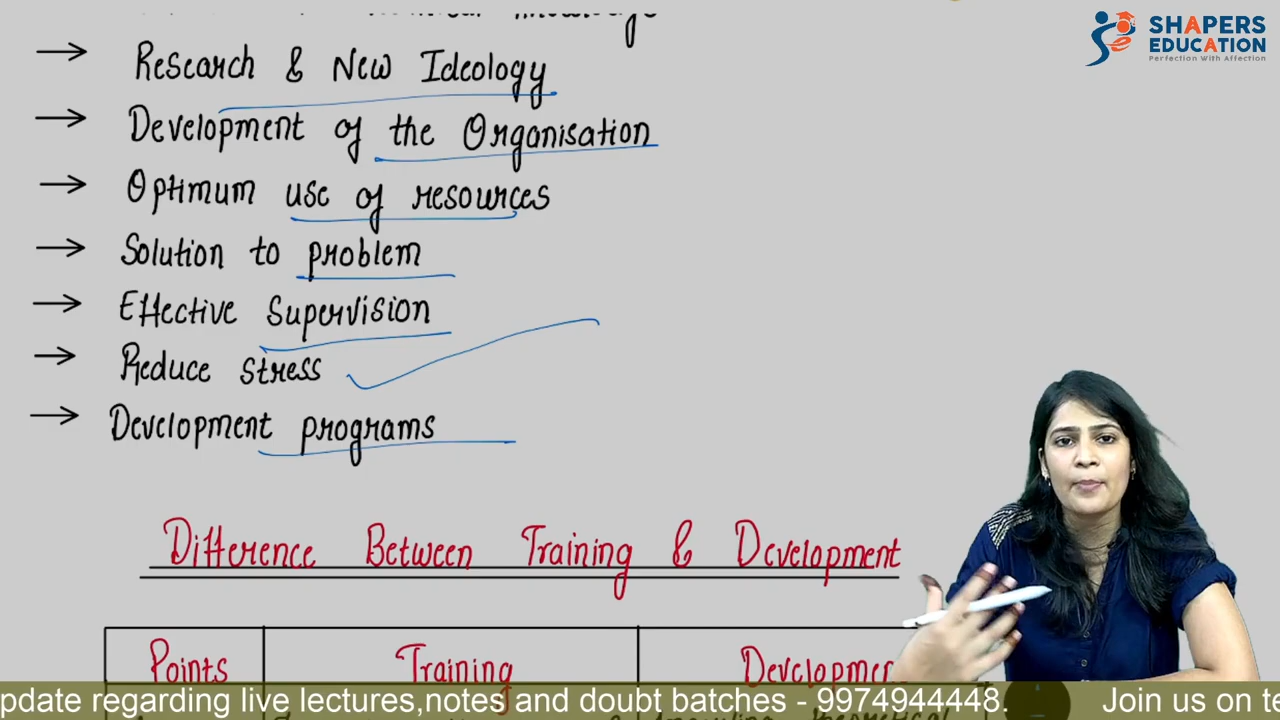 SHAPERS
EDUCATION
Perfection With Affection
→ Research & New Ideology
→ Development of the Organisation
→ Optimum use of resources
→ Solution to problem
→ Effective Supervision
→ Reduce stress
→ Development programs
Difference Between Training & Development
Points Training
pdate regarding live lectures,notes and doubt batches - 9974944448. Join us on te